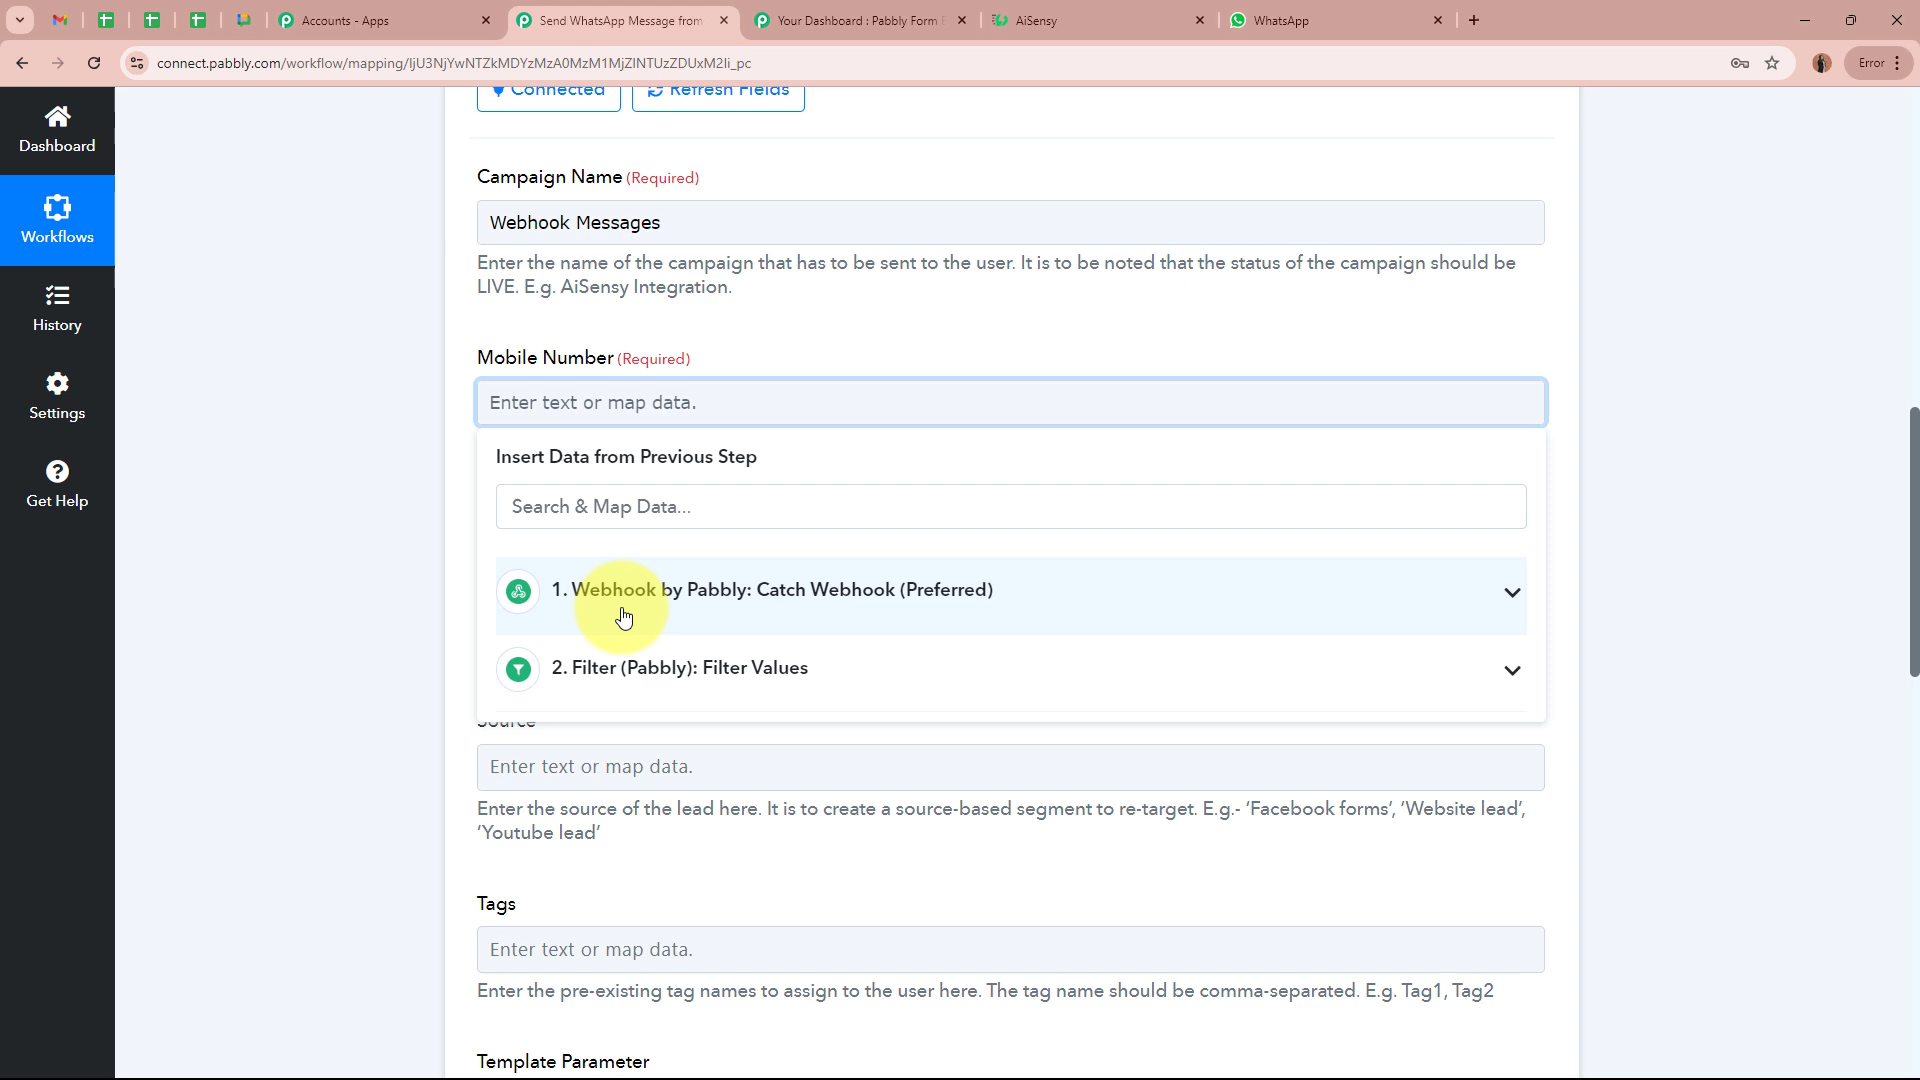 Accounts - Apps
Send WhatsApp Message from
Your Dashboard : Pabbly Form
AiSensy
WhatsApp
connect.pabbly.com/workflow/mapping/IjU3NjYwNTZkMDYzMzA0MzM1MjZlNTUzZDUxM2Ii_pc
Error
Dashboard
Workflows
History
Settings
Get Help
Connected
Refresh Fields
Campaign Name (Required)
Webhook Messages
Enter the name of the campaign that has to be sent to the user. It is to be noted that the status of the campaign should be
LIVE. E.g. AiSensy Integration.
Mobile Number (Required)
Enter text or map data.
Insert Data from Previous Step
Search & Map Data...
1. Webhook by Pabbly: Catch Webhook (Preferred)
2. Filter (Pabbly): Filter Values
Source
Enter text or map data.
Enter the source of the lead here. It is to create a source-based segment to re-target. E.g.- ‘Facebook forms’, ‘Website lead’,
‘Youtube lead’
Tags
Enter text or map data.
Enter the pre-existing tag names to assign to the user here. The tag name should be comma-separated. E.g. Tag1, Tag2
Template Parameter